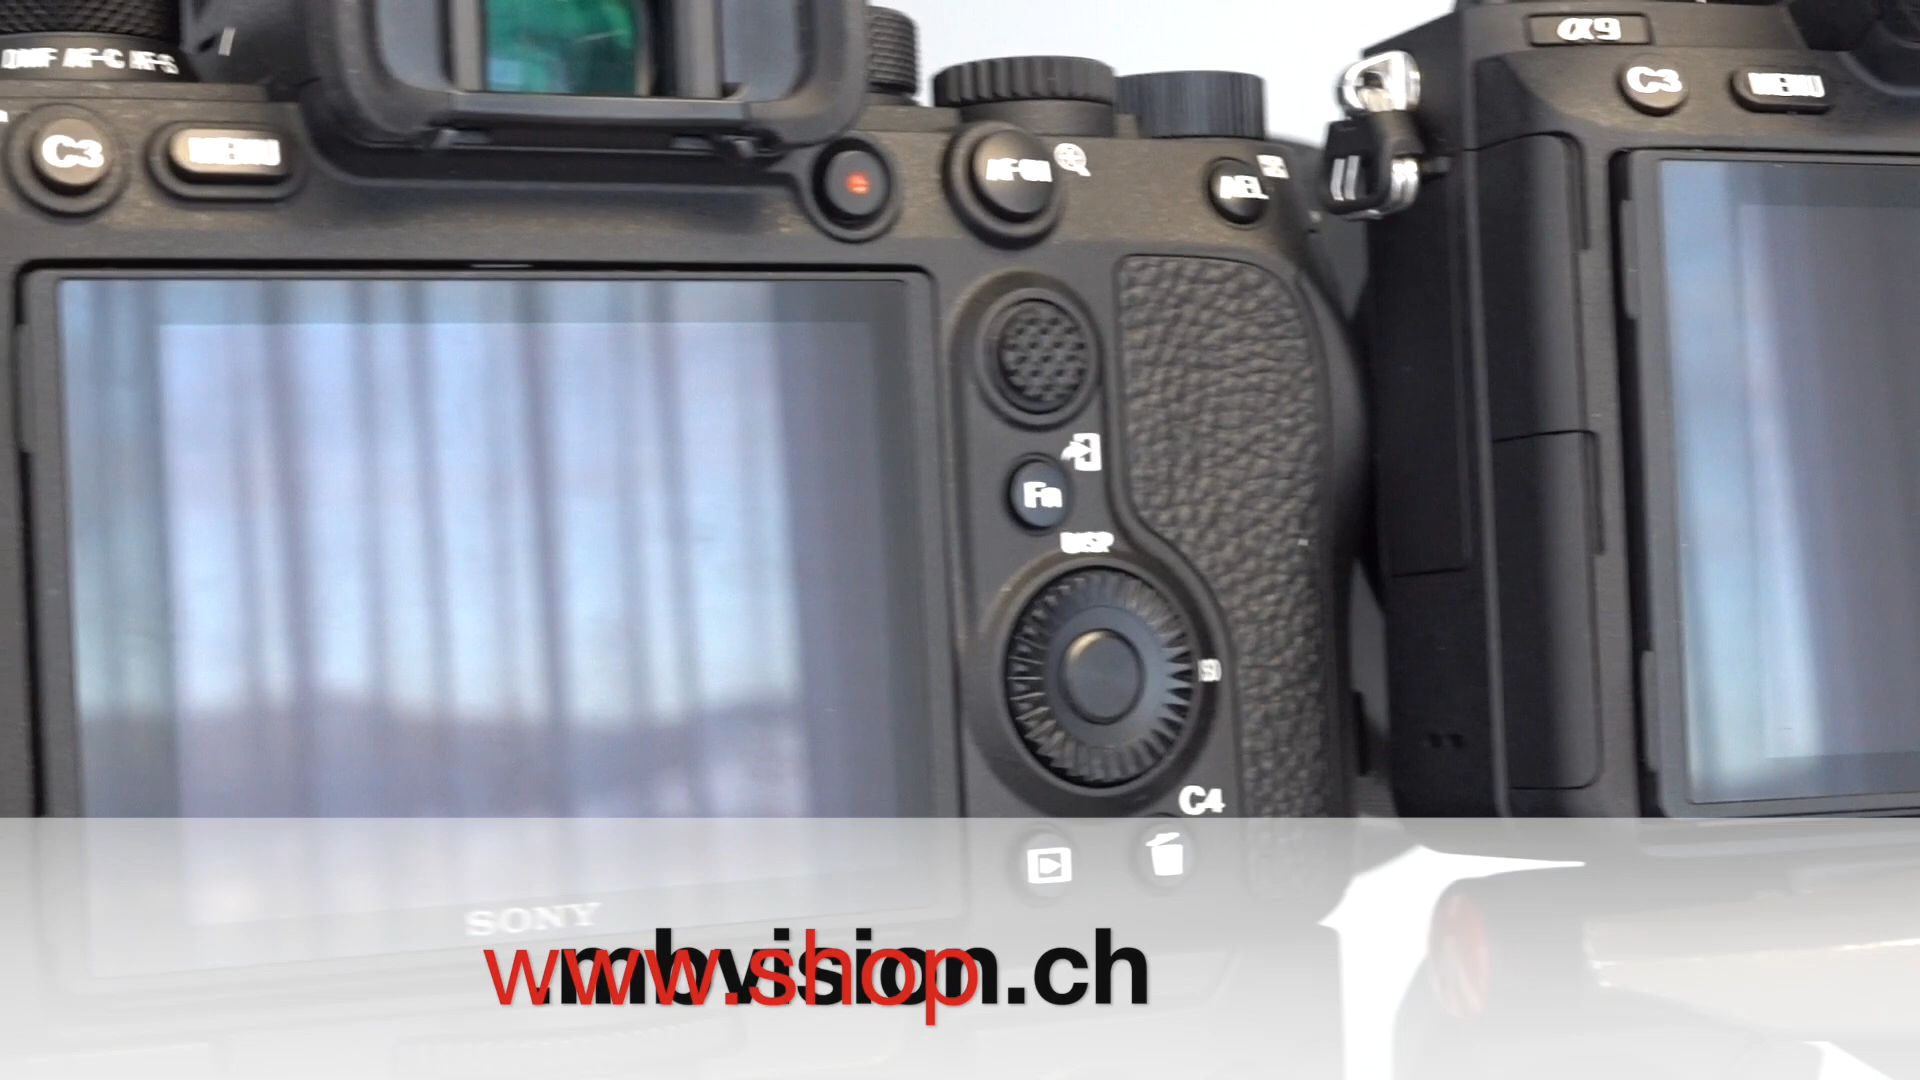 α9
DMF AF-C AF-S
C3 MENU
AF-ON
AEL
C3 MENU
Fn
DISP
C4
SONY
www.shop
mbvision.ch